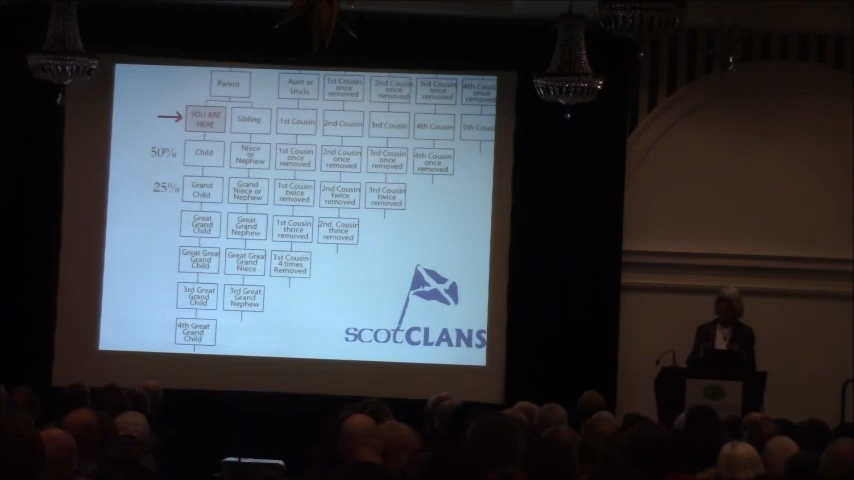 Parent
Aunt or
Uncle
1st Cousin
once
removed
2nd Cousin
once
removed
3rd Cousin
once
removed
4th Cousin
once
removed
YOU ARE
HERE
Sibling
1st Cousin
2nd Cousin
3rd Cousin
4th Cousin
5th Cousi
50%
Child
Niece
or
Nephew
1st Cousin
once
removed
2nd Cousin
once
removed
3rd Cousin
once
removed
4th Cousin
once
removed
25%
Grand
Child
Grand
Niece or
Nephew
1st Cousin
twice
removed
2nd Cousin
twice
removed
3rd Cousin
twice
removed
Great
Grand
Child
Great
Grand
Nephew
1st Cousin
thrice
removed
2nd Cousin
thrice
removed
Great Great
Grand
Child
Great Great
Grand
Niece
1st Cousin
4 times
Removed
3rd Great
Grand
Child
3rd Great
Grand
Nephew
4th Great
Grand
Child
scotCLANS